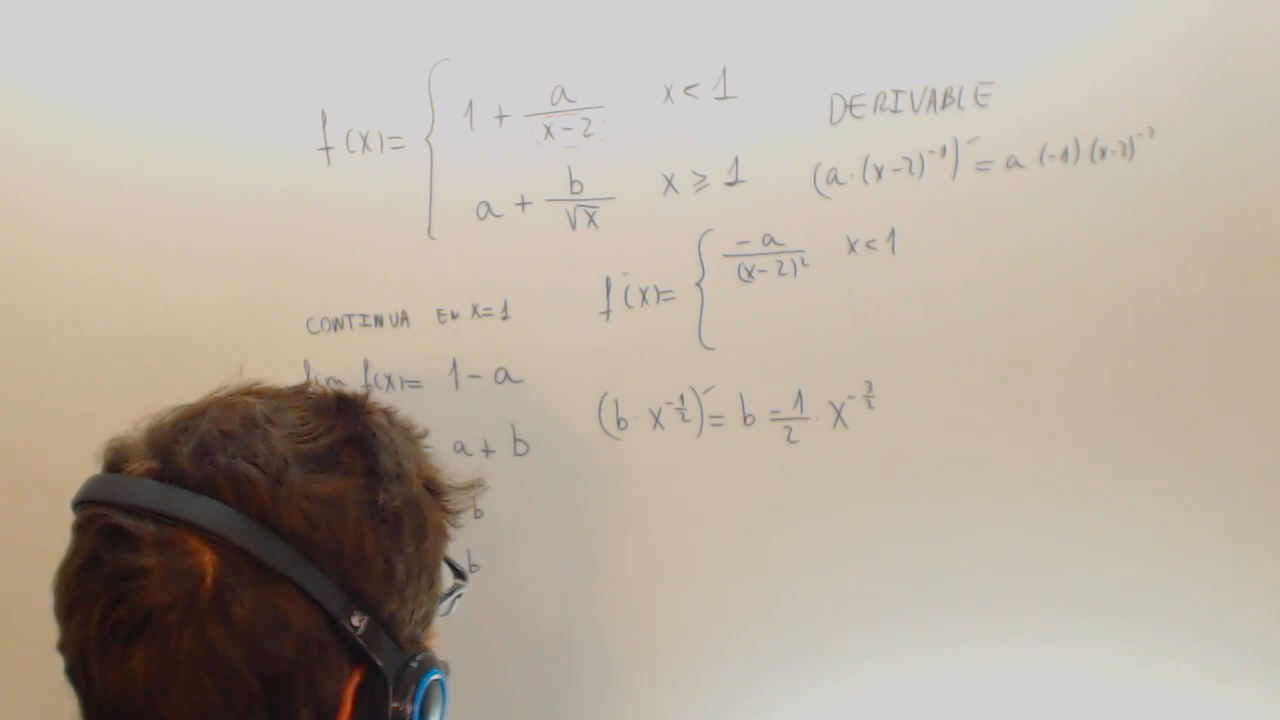 f(x)= { 1 + a/(x-2)   x < 1
a + b/√x   x ≥ 1
DERIVABLE
(a·(x-2)^-1)' = a·(-1)(x-2)^-2
f'(x)= { -a/(x-2)²   x < 1
CONTINUA EN X=1
lim f(x)= 1-a
a+b
b
b
(b·x^-1/2)' = b·-1/2·x^-3/2